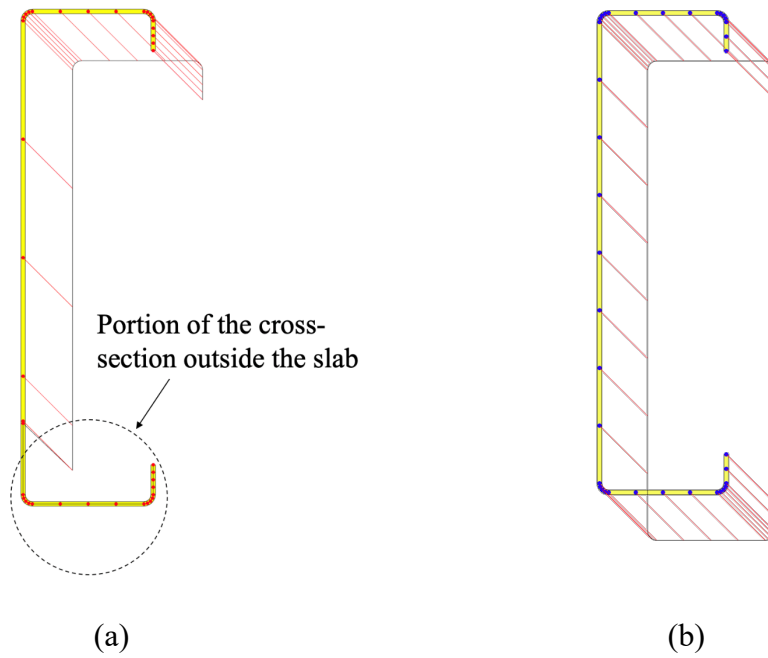 Portion of the cross-
section outside the slab
(a)
(b)